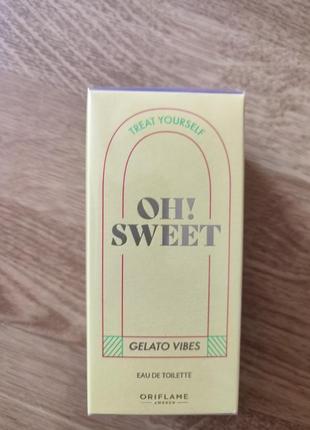 TREAT YOURSELF
OH!
SWEET
GELATO VIBES
EAU DE TOILETTE
ORIFLAME
SWEDEN